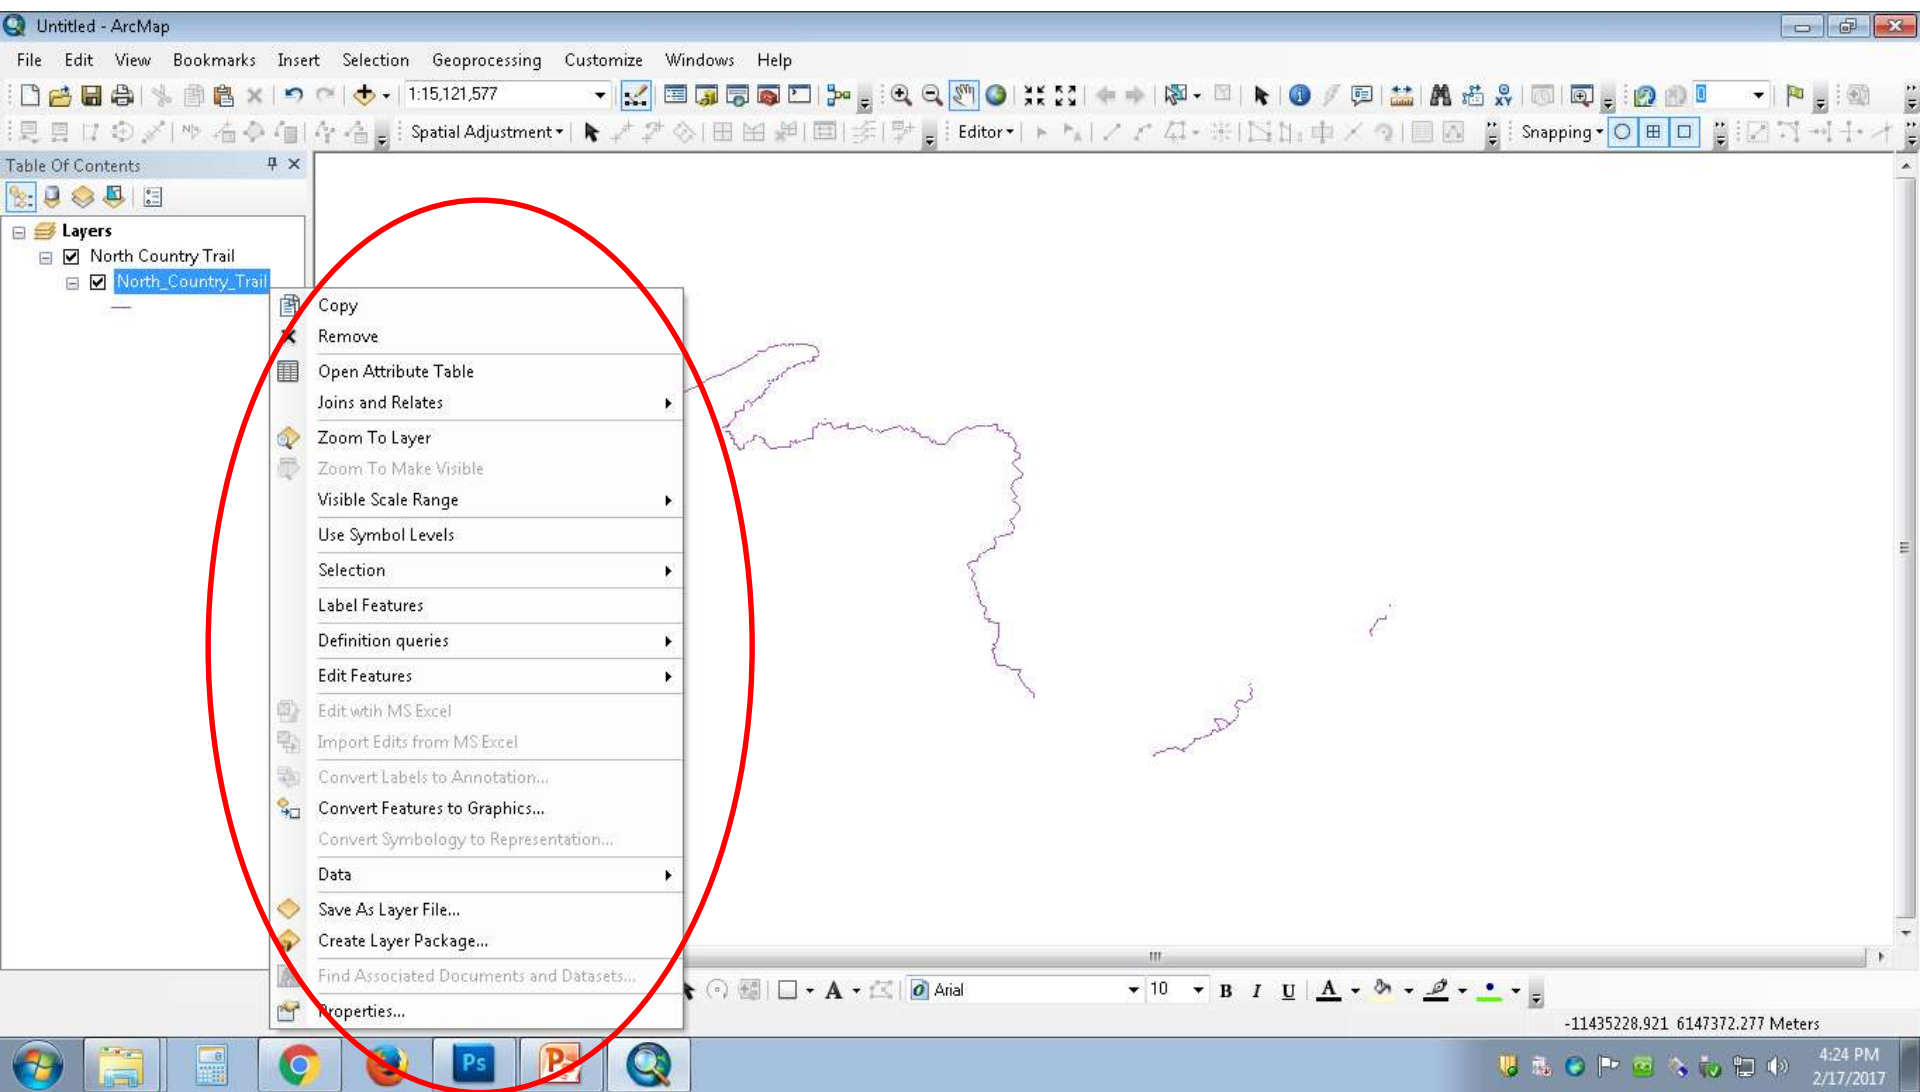 Untitled - ArcMap
File Edit View Bookmarks Insert Selection Geoprocessing Customize Windows Help
1:15,121,577
Spatial Adjustment Editor Snapping
Table Of Contents
Layers
North Country Trail
North_Country_Trail
Copy
Remove
Open Attribute Table
Joins and Relates
Zoom To Layer
Zoom To Make Visible
Visible Scale Range
Use Symbol Levels
Selection
Label Features
Definition queries
Edit Features
Edit wtih MS Excel
Import Edits from MS Excel
Convert Labels to Annotation...
Convert Features to Graphics...
Convert Symbology to Representation...
Data
Save As Layer File...
Create Layer Package...
Find Associated Documents and Datasets...
Properties...
A Arial 10 B I U A
-11435228.921 6147372.277 Meters
Ps P
4:24 PM
2/17/2017